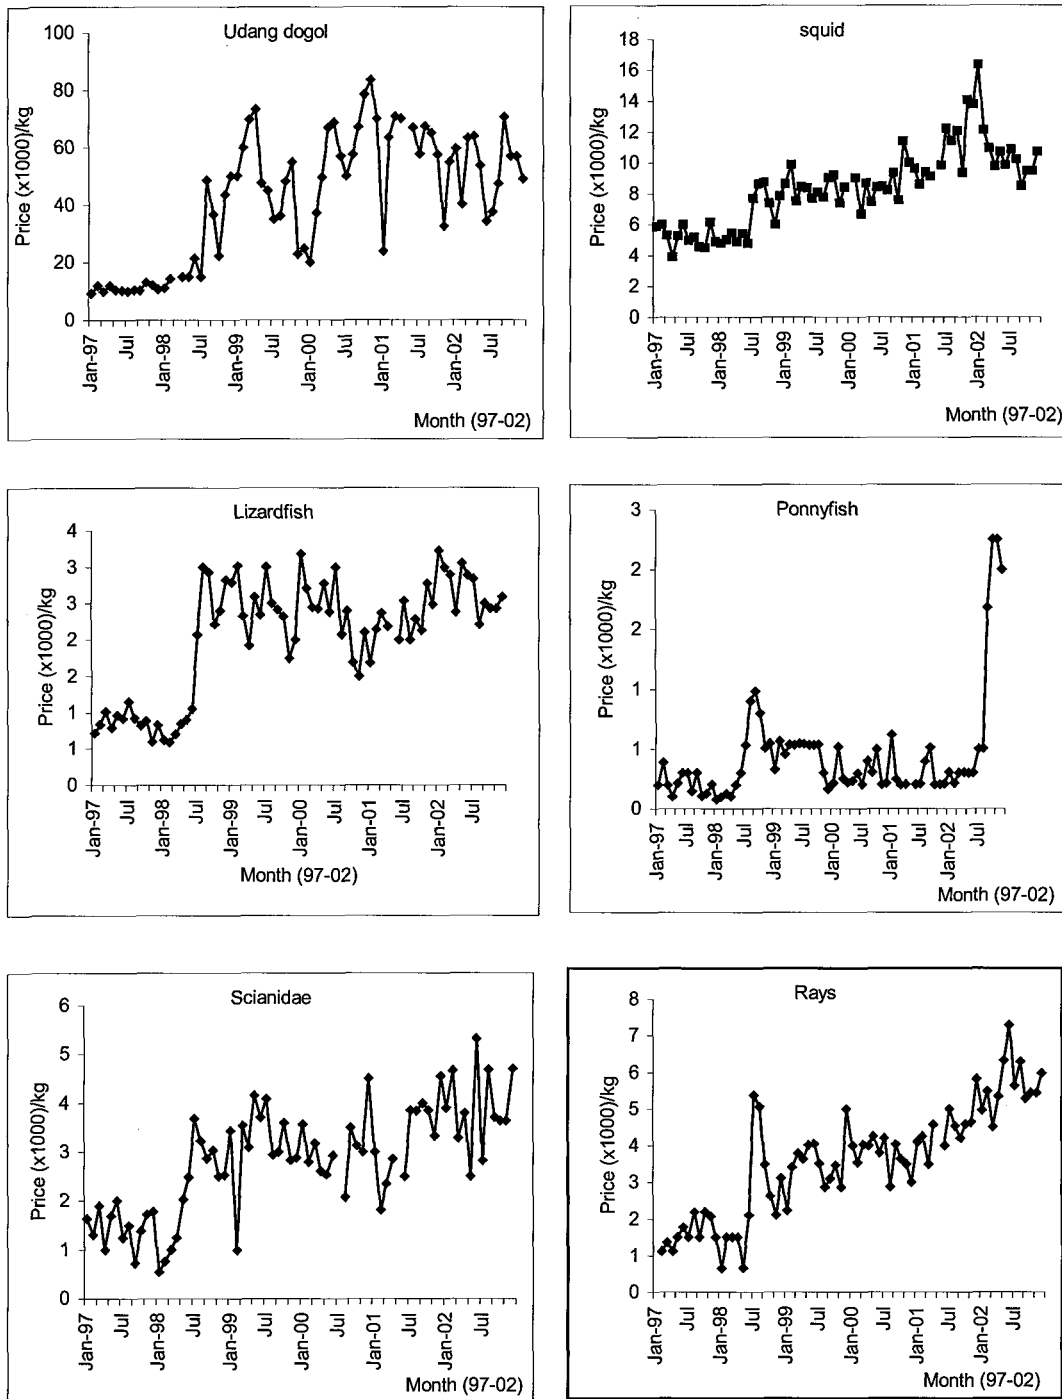 Udang dogol
Price (x1000)/kg
100
80
60
40
20
0
Jan-97
Jul
Jan-98
Jul
Jan-99
Jul
Jan-00
Jul
Jan-01
Jul
Jan-02
Jul
Month (97-02)
squid
Price (x1000)/kg
18
16
14
12
10
8
6
4
2
0
Jan-97
Jul
Jan-98
Jul
Jan-99
Jul
Jan-00
Jul
Jan-01
Jul
Jan-02
Jul
Month (97-02)
Lizardfish
Price (x1000)/kg
4
3
3
2
2
1
1
0
Jan-97
Jul
Jan-98
Jul
Jan-99
Jul
Jan-00
Jul
Jan-01
Jul
Jan-02
Jul
Month (97-02)
Ponnyfish
Price (x1000)/kg
3
2
2
1
1
0
Jan-97
Jul
Jan-98
Jul
Jan-99
Jul
Jan-00
Jul
Jan-01
Jul
Jan-02
Jul
Month (97-02)
Scianidae
Price (x1000)/kg
6
5
4
3
2
1
0
Jan-97
Jul
Jan-98
Jul
Jan-99
Jul
Jan-00
Jul
Jan-01
Jul
Jan-02
Jul
Month (97-02)
Rays
Price (x1000)/kg
8
7
6
5
4
3
2
1
0
Jan-97
Jul
Jan-98
Jul
Jan-99
Jul
Jan-00
Jul
Jan-01
Jul
Jan-02
Jul
Month (97-02)